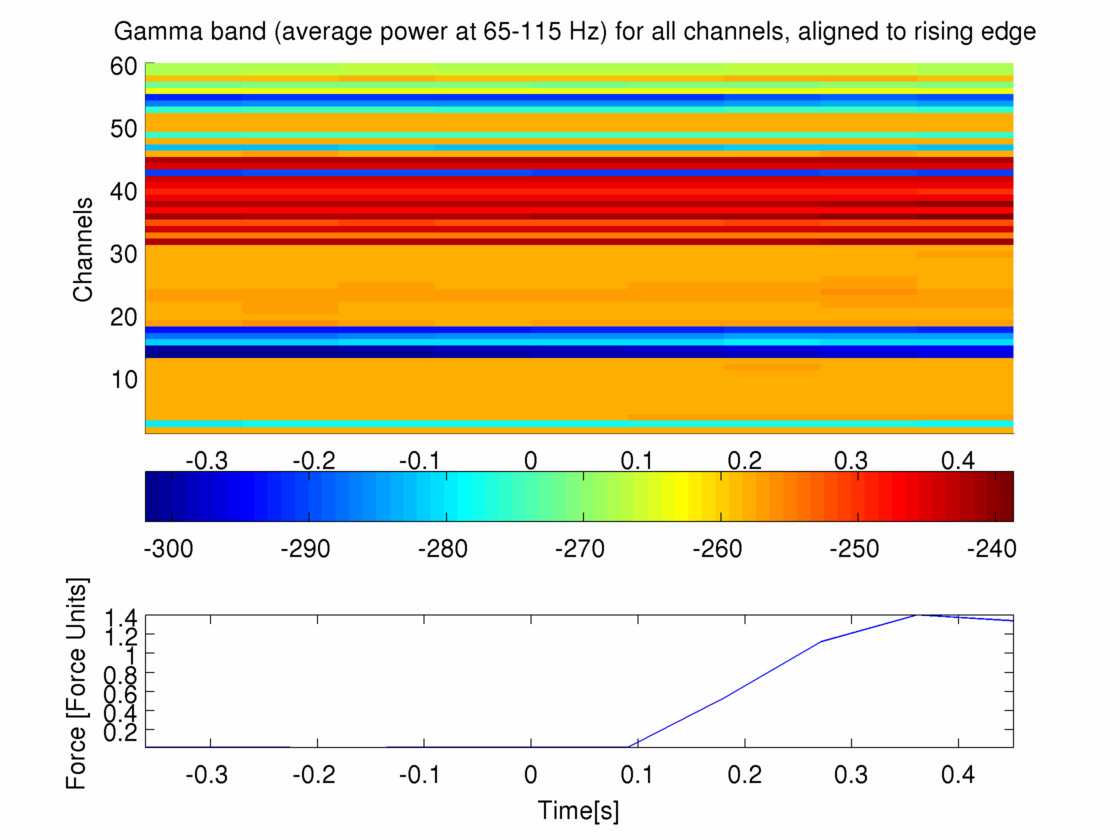 Gamma band (average power at 65-115 Hz) for all channels, aligned to rising edge
60
50
40
30
20
10
Channels
-0.3 -0.2 -0.1 0 0.1 0.2 0.3 0.4
-300 -290 -280 -270 -260 -250 -240
Force [Force Units]
1.4
1.2
1
0.8
0.6
0.4
0.2
-0.3 -0.2 -0.1 0 0.1 0.2 0.3 0.4
Time[s]